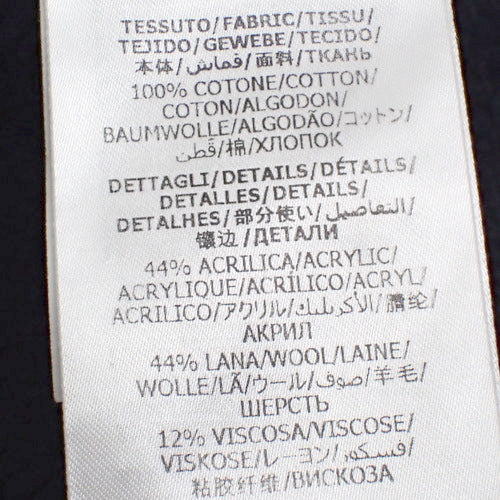 TESSUTO/FABRIC/TISSU/
TEJIDO/GEWEBE/TECIDO/
本体/قماش/面料/ТКАНЬ
100% COTONE/COTTON/
COTON/ALGODON/
BAUMWOLLE/ALGODÃO/コットン/
قطن/棉/ХЛОПОК
DETTAGLI/DETAILS/DÉTAILS/
DETALLES/DETAILS/
DETALHES/部分使い/التفاصيل/
镶边/ДЕТАЛИ
44% ACRILICA/ACRYLIC/
ACRYLIQUE/ACRÍLICO/ACRYL/
ACRILICO/アクリル/الأكريليك/腈纶/
АКРИЛ
44% LANA/WOOL/LAINE/
WOLLE/LÃ/ウール/صوف/羊毛/
ШЕРСТЬ
12% VISCOSA/VISCOSE/
VISKOSE/レーヨン/فسكوز/
粘胶纤维/ВИСКОЗА